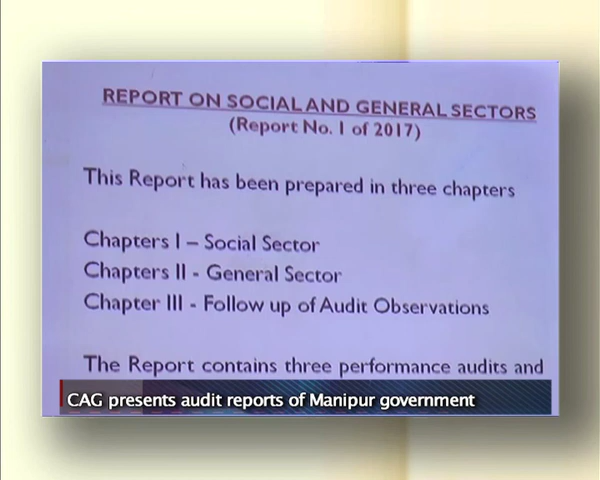 REPORT ON SOCIAL AND GENERAL SECTORS
(Report No. 1 of 2017)
This Report has been prepared in three chapters
Chapters I – Social Sector
Chapters II - General Sector
Chapter III - Follow up of Audit Observations
The Report contains three performance audits and
CAG presents audit reports of Manipur government